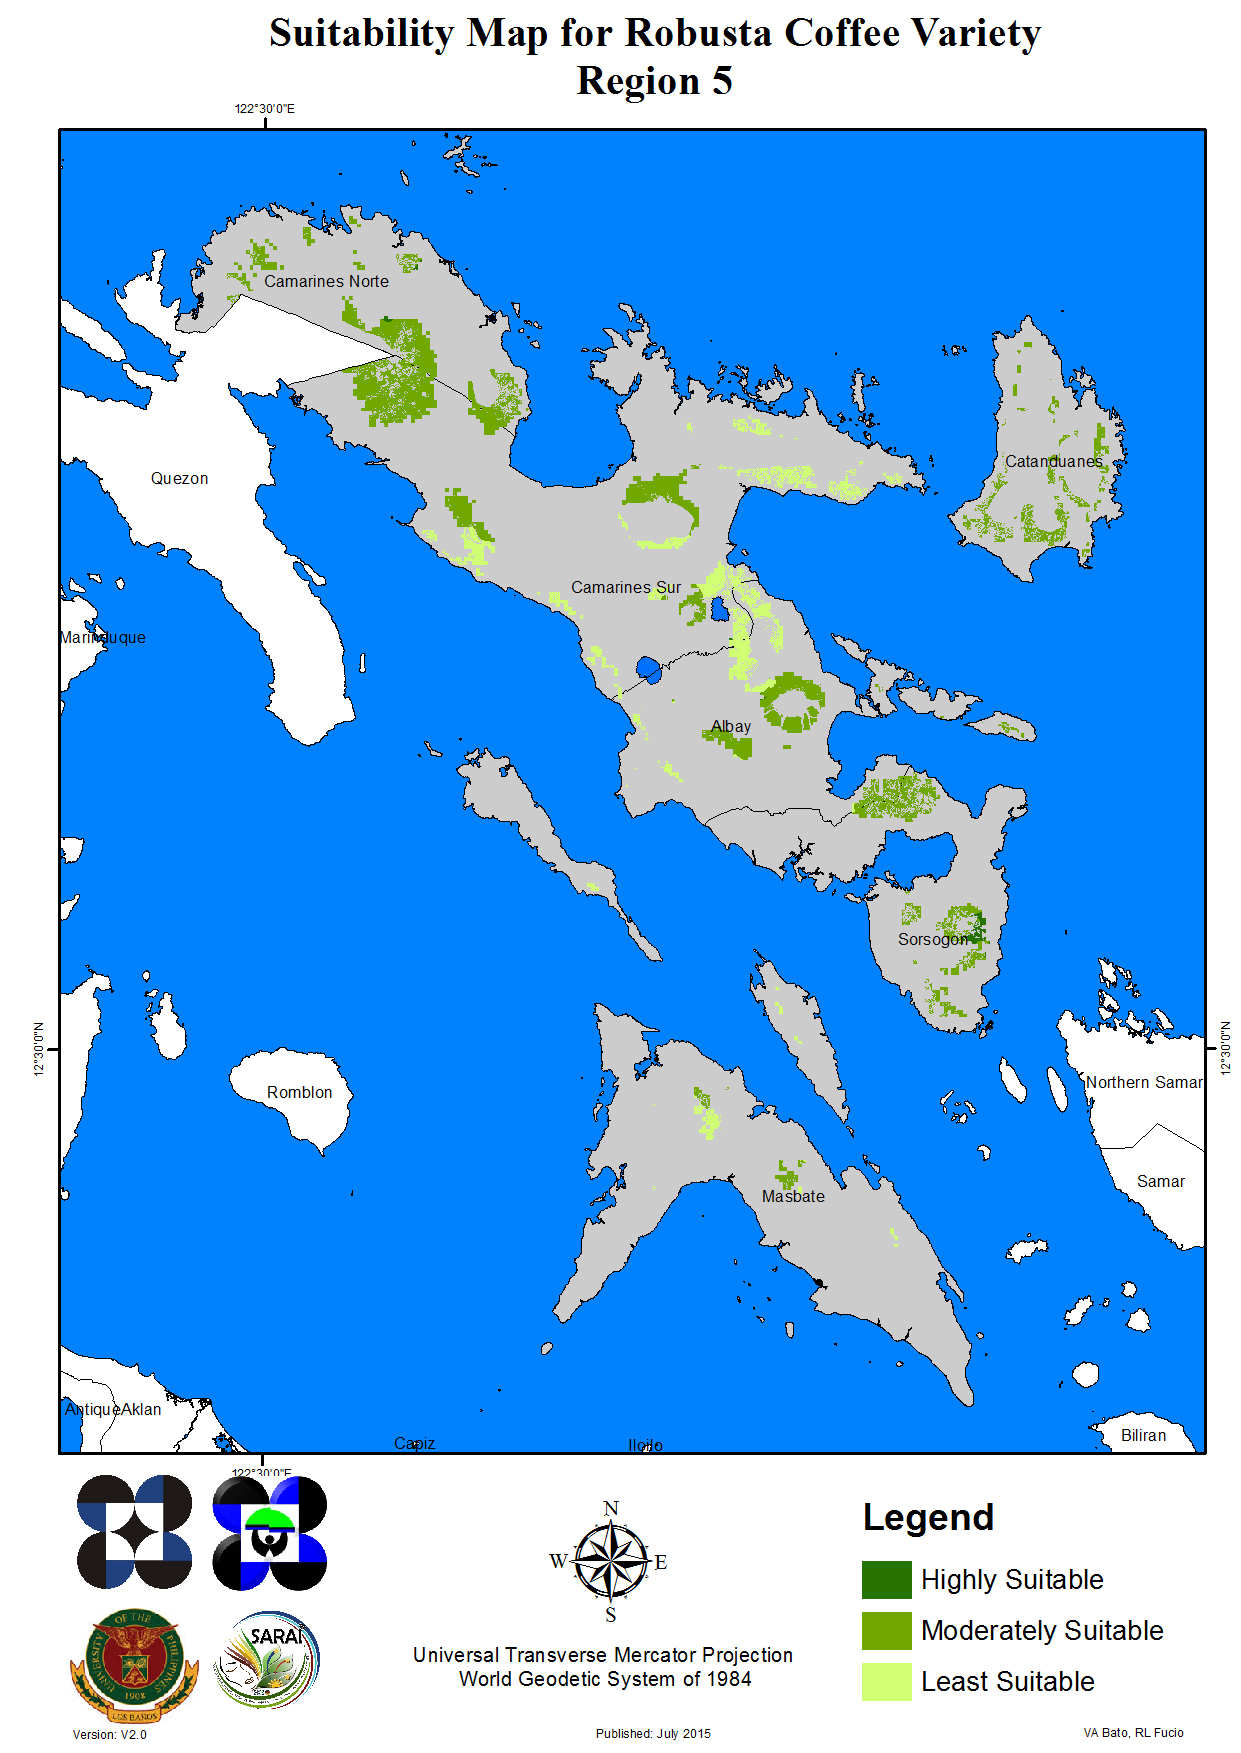 Suitability Map for Robusta Coffee Variety
Region 5
122°30'0"E
Camarines Norte
Quezon
Catanduanes
Camarines Sur
Marinduque
Albay
Sorsogon
12°30'0"N
12°30'0"N
Romblon
Northern Samar
Samar
Masbate
Antique
Aklan
Capiz
Iloilo
Biliran
122°30'0"E
N
W
E
S
Legend
Highly Suitable
Moderately Suitable
Least Suitable
UNIVERSITY OF THE PHILIPPINES
1908
LOS BAÑOS
SARAI
Universal Transverse Mercator Projection
World Geodetic System of 1984
Version: V2.0
Published: July 2015
VA Bato, RL Fucio